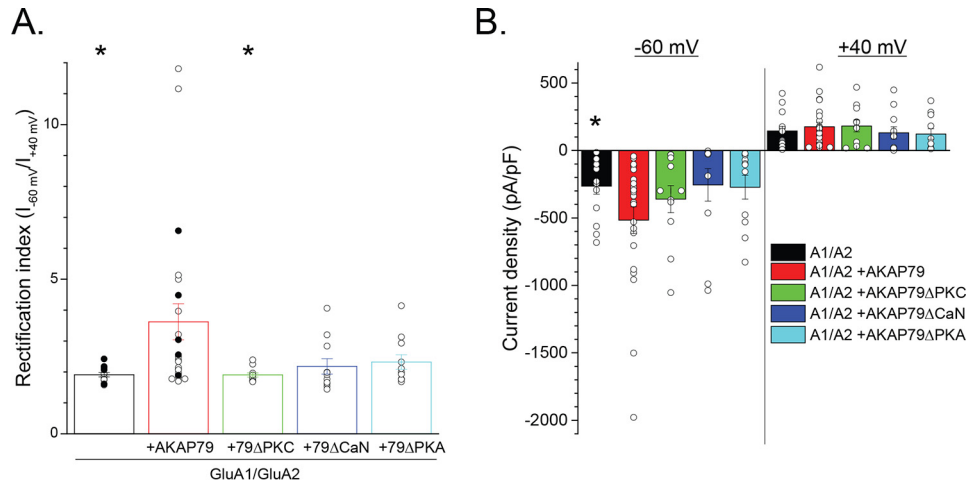 A.
Rectification index (I-60 mV/I+40 mV)
10
5
0
*
*
+AKAP79 +79ΔPKC +79ΔCaN +79ΔPKA
GluA1/GluA2
B.
-60 mV +40 mV
Current density (pA/pF)
500
0
-500
-1000
-1500
-2000
*
A1/A2
A1/A2 +AKAP79
A1/A2 +AKAP79ΔPKC
A1/A2 +AKAP79ΔCaN
A1/A2 +AKAP79ΔPKA